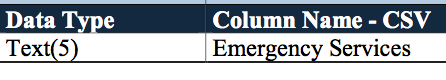 Data Type Column Name - CSV
Text(5) Emergency Services